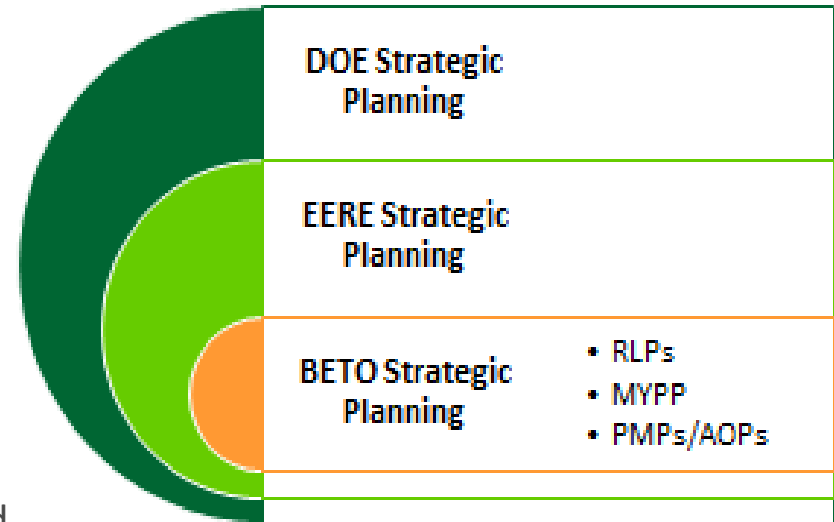 DOE Strategic
Planning
EERE Strategic
Planning
BETO Strategic
Planning
• RLPs
• MYPP
• PMPs/AOPs